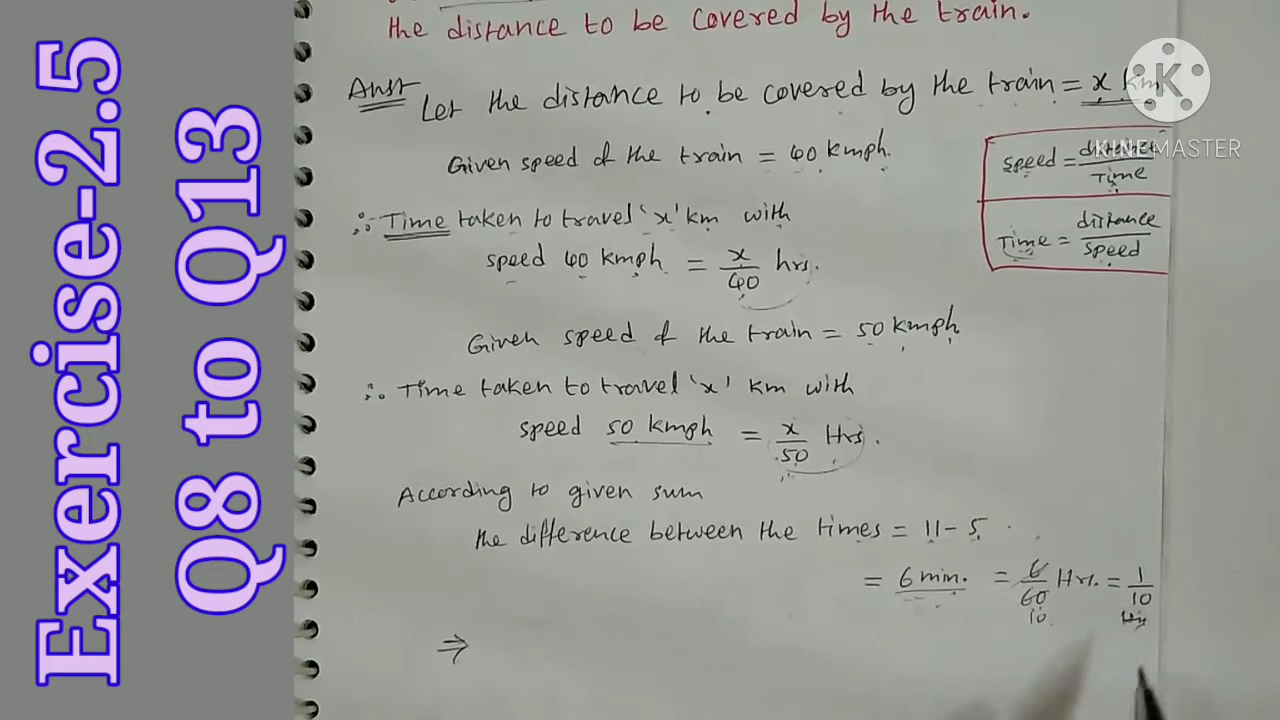 Exercise-2.5
Q8 to Q13
the distance to be covered by the train.
Ans:
Let the distance to be covered by the train = x km
KINEMASTER
Given speed of the train = 40 kmph.
speed = distance/Time
∴ Time taken to travel 'x' km with
speed 40 kmph = x/40 hrs.
Time = distance/speed
Given speed of the train = 50 kmph
∴ Time taken to travel 'x' km with
speed 50 kmph = x/50 Hrs.
According to given sum
the difference between the times = 11-5
= 6 min. = 6/60 Hrs. = 1/10
10
Hrs
⇒